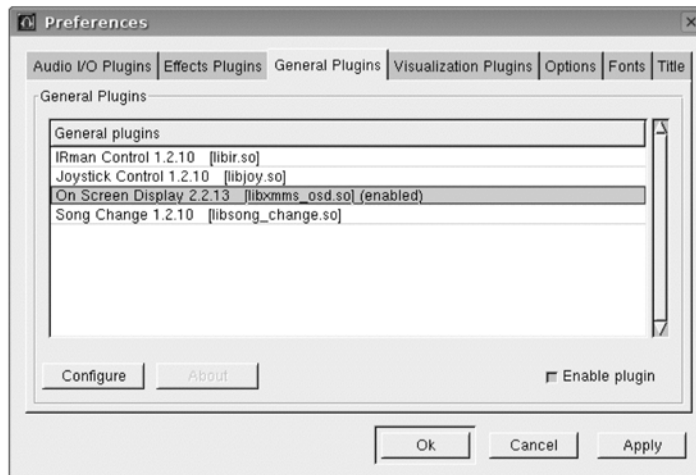 Preferences
Audio I/O Plugins Effects Plugins General Plugins Visualization Plugins Options Fonts Title
General Plugins
General plugins
IRman Control 1.2.10 [libir.so]
Joystick Control 1.2.10 [libjoy.so]
On Screen Display 2.2.13 [libxmms_osd.so] (enabled)
Song Change 1.2.10 [libsong_change.so]
Configure About Enable plugin
Ok Cancel Apply